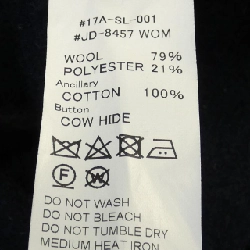 #17A-SL-001
#JD-8457 WOM
WOOL 79%
POLYESTER 21%
Ancillary
COTTON 100%
Button
COW HIDE
F W
DO NOT WASH
DO NOT BLEACH
DO NOT TUMBLE DRY
MEDIUM HEAT IRON